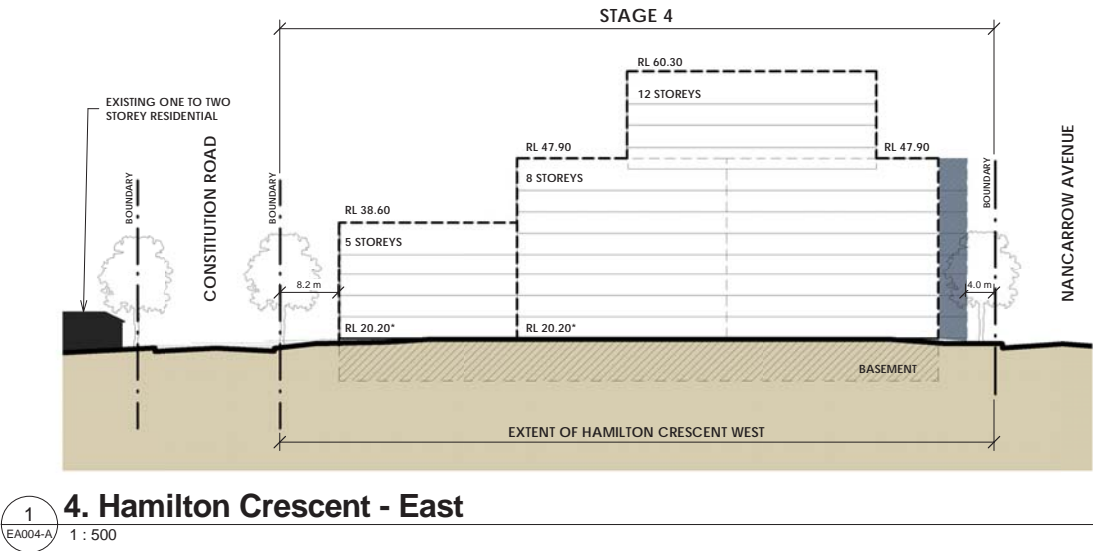 STAGE 4
RL 60.30
12 STOREYS
EXISTING ONE TO TWO
STOREY RESIDENTIAL
RL 47.90
RL 47.90
8 STOREYS
BOUNDARY
CONSTITUTION ROAD
BOUNDARY
RL 38.60
5 STOREYS
BOUNDARY
NANCARROW AVENUE
8.2 m
4.0 m
RL 20.20*
RL 20.20*
BASEMENT
EXTENT OF HAMILTON CRESCENT WEST
1
EA004-A
4. Hamilton Crescent - East
1 : 500